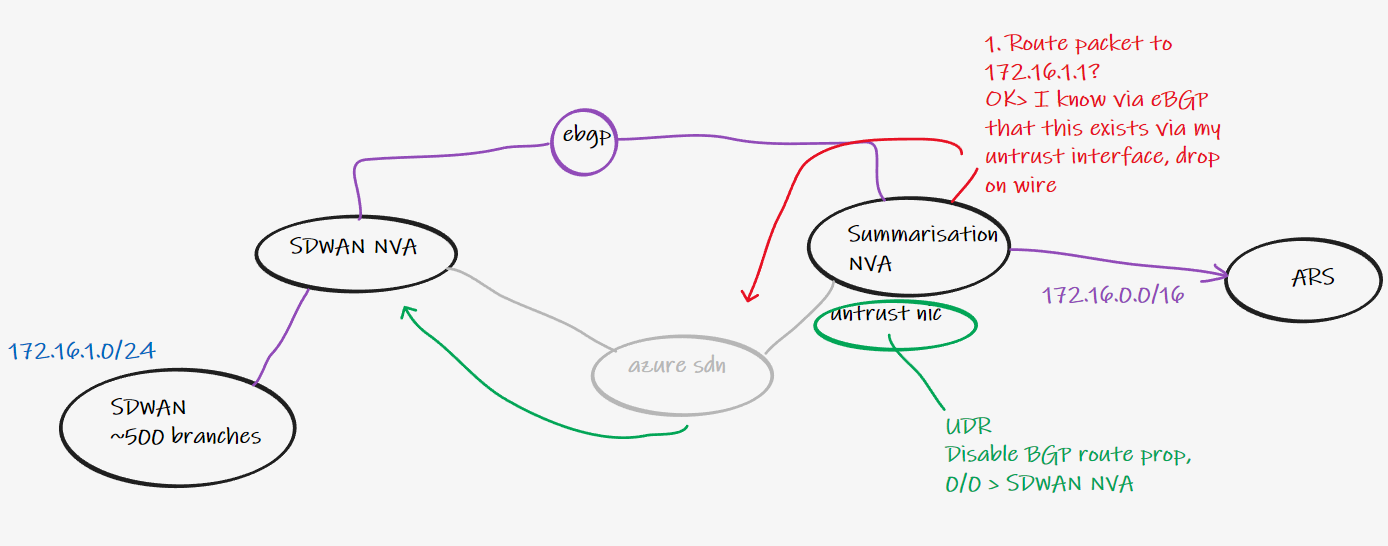 1. Route packet to
172.16.1.1?
OK> I know via eBGP
that this exists via my
untrust interface, drop
on wire
ebgp
SDWAN NVA
Summarisation
NVA
ARS
172.16.0.0/16
untrust nic
172.16.1.0/24
azure sdn
SDWAN
~500 branches
UDR
Disable BGP route prop,
0/0 > SDWAN NVA